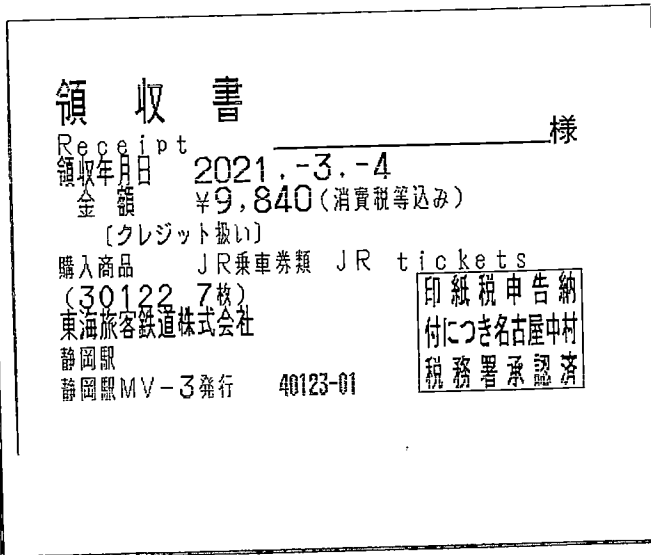 領収書
Receipt 様
領収年月日 2021.-3.-4
金額 ¥9,840(消費税等込み)
[クレジット扱い]
購入商品 JR乗車券類 JR tickets
(30122 7枚)
東海旅客鉄道株式会社
静岡駅
静岡駅MV-3発行 40123-01
印紙税申告納
付につき名古屋中村
税務署承認済